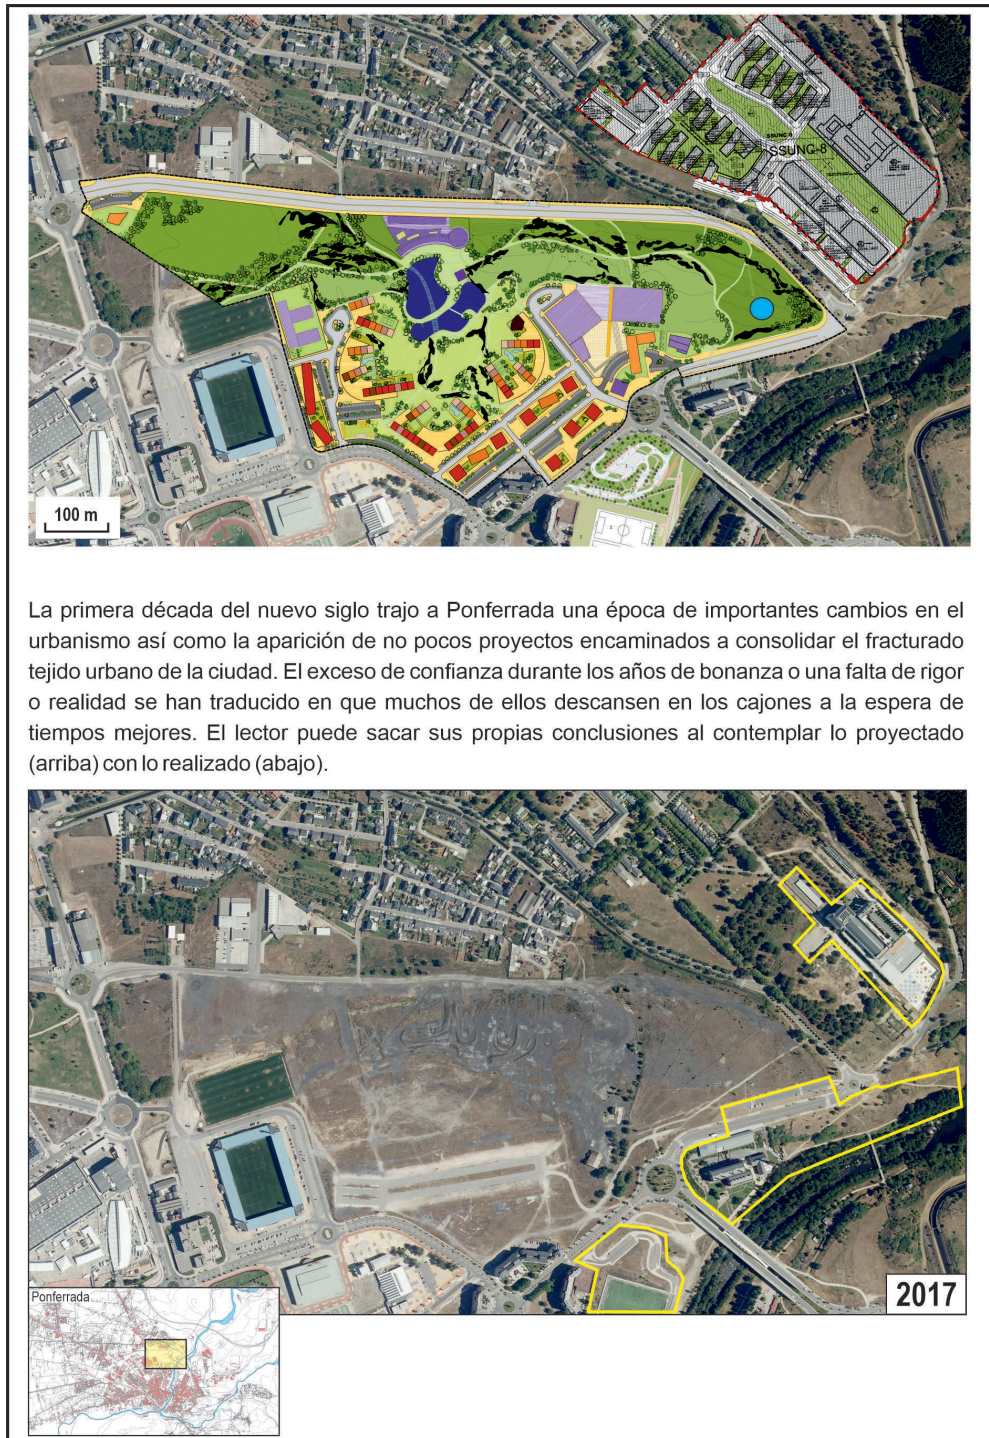 SSUNC 8
SSUNC-8
100 m
La primera década del nuevo siglo trajo a Ponferrada una época de importantes cambios en el
urbanismo así como la aparición de no pocos proyectos encaminados a consolidar el fracturado
tejido urbano de la ciudad. El exceso de confianza durante los años de bonanza o una falta de rigor
o realidad se han traducido en que muchos de ellos descansen en los cajones a la espera de
tiempos mejores. El lector puede sacar sus propias conclusiones al contemplar lo proyectado
(arriba) con lo realizado (abajo).
2017
Ponferrada